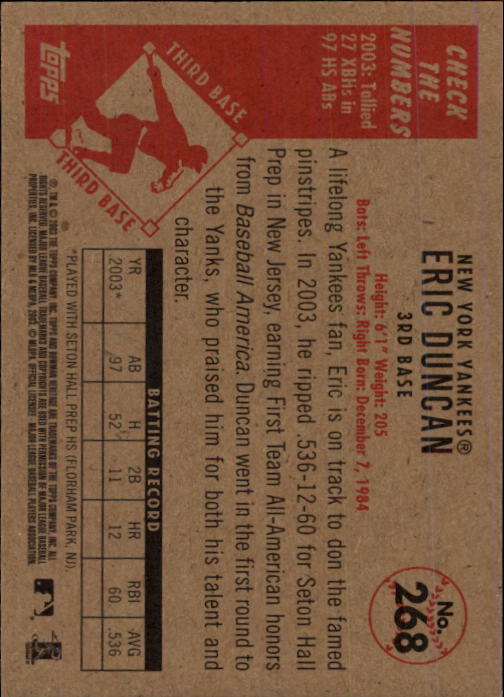 No.
268
NEW YORK YANKEES®
ERIC DUNCAN
3RD BASE
Height: 6'1" Weight: 205
Bats: Left Throws: Right Born: December 7, 1984
A lifelong Yankees fan, Eric is on track to don the famed
pinstripes. In 2003, he ripped .536-12-60 for Seton Hall
Prep in New Jersey, earning First Team All-American honors
from Baseball America. Duncan went in the first round to
the Yanks, who praised him for both his talent and
character.
CHECK
THE
NUMBERS
2003: Tallied
27 XBHs in
97 HS ABs
THIRD BASE
THIRD BASE
topps
BATTING RECORD
YR AB H 2B HR RBI AVG
2003* 97 52 11 12 60 .536
*PLAYED WITH SETON HALL PREP HS (FLORHAM PARK, NJ).